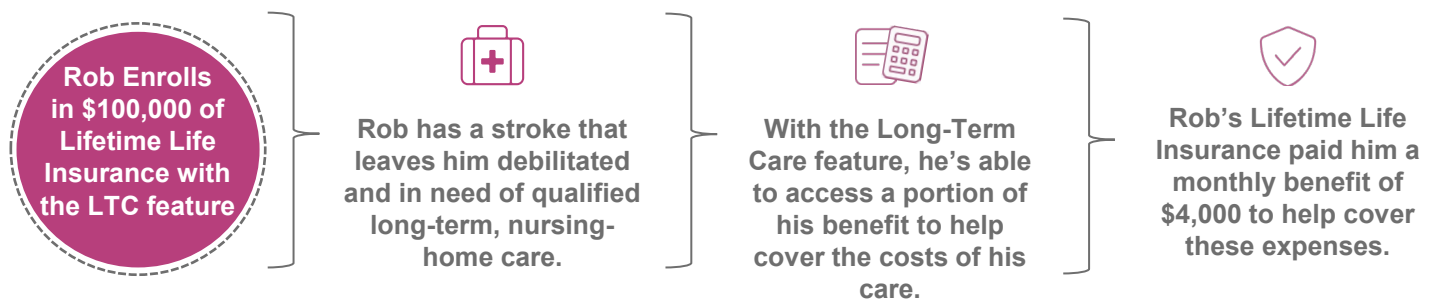 Rob Enrolls
in $100,000 of
Lifetime Life
Insurance with
the LTC feature
Rob has a stroke that
leaves him debilitated
and in need of qualified
long-term, nursing-
home care.
With the Long-Term
Care feature, he’s able
to access a portion of
his benefit to help
cover the costs of his
care.
Rob’s Lifetime Life
Insurance paid him a
monthly benefit of
$4,000 to help cover
these expenses.